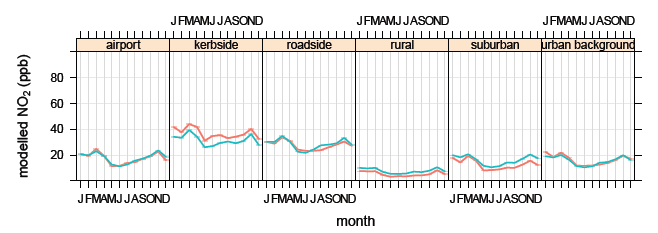 JFMAMJJASOND JFMAMJJASOND JFMAMJJASOND
airport kerbside roadside rural suburban urban background
modelled NO2 (ppb)
80
60
40
20
JFMAMJJASOND JFMAMJJASOND JFMAMJJASOND
month